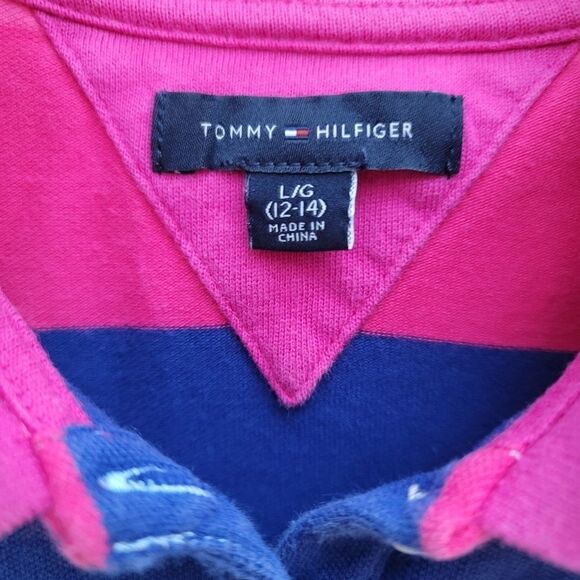 TOMMY HILFIGER
L/G
(12-14)
MADE IN
CHINA